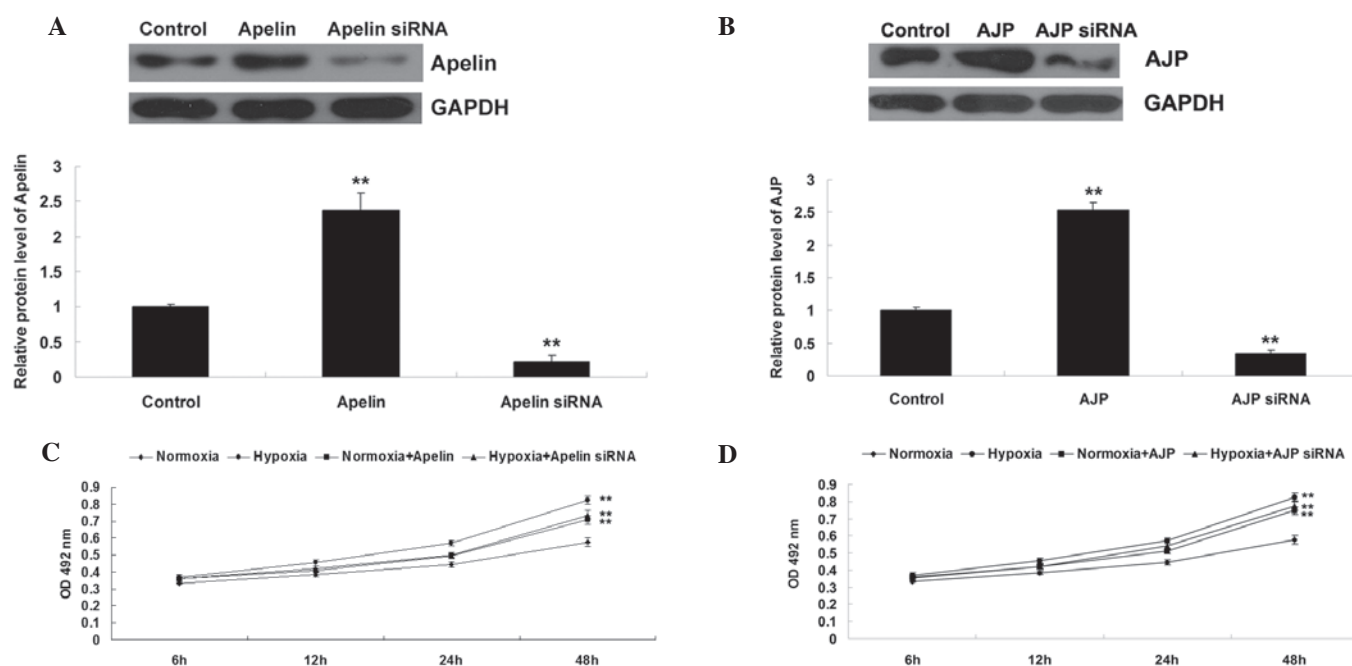 A
Control Apelin Apelin siRNA
Apelin
GAPDH
Relative protein level of Apelin
3
2.5
2
1.5
1
0.5
0
**
**
Control Apelin Apelin siRNA
B
Control AJP AJP siRNA
AJP
GAPDH
Relative protein level of AJP
3
2.5
2
1.5
1
0.5
0
**
**
Control AJP AJP siRNA
C
Normoxia Hypoxia Normoxia+Apelin Hypoxia+Apelin siRNA
OD 492 nm
0.9
0.8
0.7
0.6
0.5
0.4
0.3
0.2
0.1
0
**
**
**
6h 12h 24h 48h
D
Normoxia Hypoxia Normoxia+AJP Hypoxia+AJP siRNA
OD 492 nm
0.9
0.8
0.7
0.6
0.5
0.4
0.3
0.2
0.1
0
**
**
**
6h 12h 24h 48h